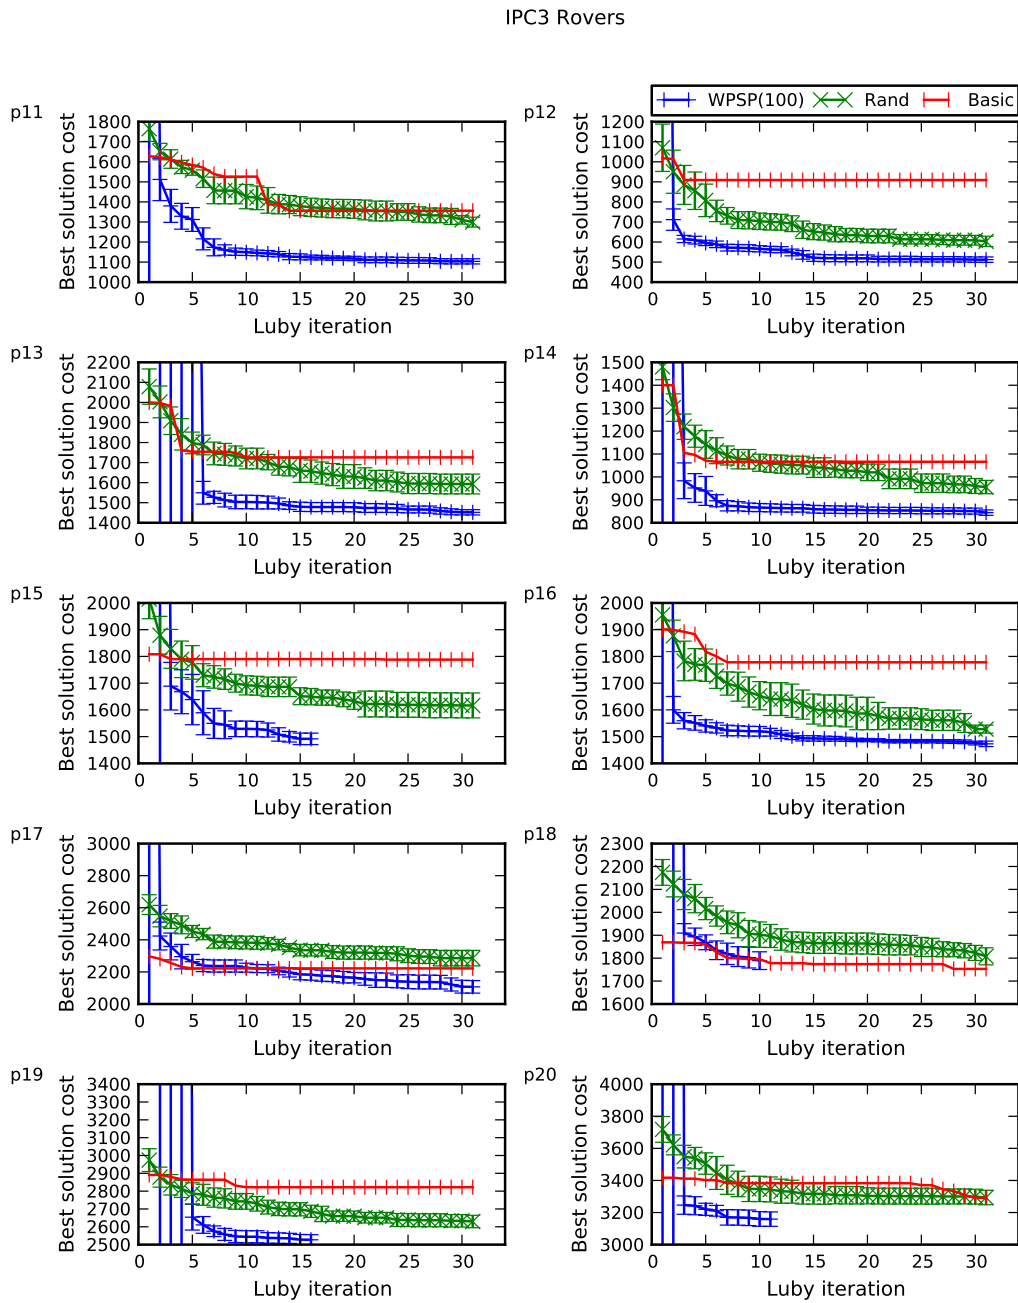 IPC3 Rovers
WPSP(100) Rand Basic
p11
Best solution cost
1800
1700
1600
1500
1400
1300
1200
1100
1000
0 5 10 15 20 25 30
Luby iteration
p12
Best solution cost
1200
1100
1000
900
800
700
600
500
400
0 5 10 15 20 25 30
Luby iteration
p13
Best solution cost
2200
2100
2000
1900
1800
1700
1600
1500
1400
0 5 10 15 20 25 30
Luby iteration
p14
Best solution cost
1500
1400
1300
1200
1100
1000
900
800
0 5 10 15 20 25 30
Luby iteration
p15
Best solution cost
2000
1900
1800
1700
1600
1500
1400
0 5 10 15 20 25 30
Luby iteration
p16
Best solution cost
2000
1900
1800
1700
1600
1500
1400
0 5 10 15 20 25 30
Luby iteration
p17
Best solution cost
3000
2800
2600
2400
2200
2000
0 5 10 15 20 25 30
Luby iteration
p18
Best solution cost
2300
2200
2100
2000
1900
1800
1700
1600
0 5 10 15 20 25 30
Luby iteration
p19
Best solution cost
3400
3300
3200
3100
3000
2900
2800
2700
2600
2500
0 5 10 15 20 25 30
Luby iteration
p20
Best solution cost
4000
3800
3600
3400
3200
3000
0 5 10 15 20 25 30
Luby iteration